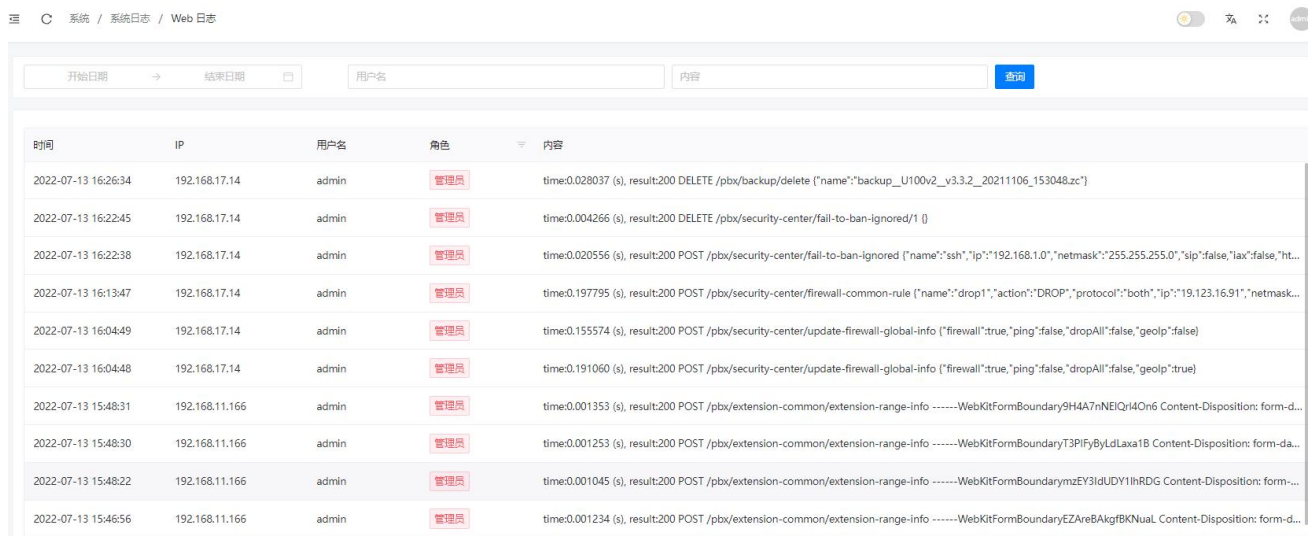 系统 / 系统日志 / Web 日志
admi
开始日期 → 结束日期 用户名 内容 查询
时间 IP 用户名 角色 内容
2022-07-13 16:26:34 192.168.17.14 admin 管理员 time:0.028037 (s), result:200 DELETE /pbx/backup/delete {"name":"backup__U100v2__v3.3.2__20211106_153048.zc"}
2022-07-13 16:22:45 192.168.17.14 admin 管理员 time:0.004266 (s), result:200 DELETE /pbx/security-center/fail-to-ban-ignored/1 {}
2022-07-13 16:22:38 192.168.17.14 admin 管理员 time:0.020556 (s), result:200 POST /pbx/security-center/fail-to-ban-ignored {"name":"ssh","ip":"192.168.1.0","netmask":"255.255.255.0","sip":false,"iax":false,"ht...
2022-07-13 16:13:47 192.168.17.14 admin 管理员 time:0.197795 (s), result:200 POST /pbx/security-center/firewall-common-rule {"name":"drop1","action":"DROP","protocol":"both","ip":"19.123.16.91","netmask...
2022-07-13 16:04:49 192.168.17.14 admin 管理员 time:0.155574 (s), result:200 POST /pbx/security-center/update-firewall-global-info {"firewall":true,"ping":false,"dropAll":false,"geoIp":false}
2022-07-13 16:04:48 192.168.17.14 admin 管理员 time:0.191060 (s), result:200 POST /pbx/security-center/update-firewall-global-info {"firewall":true,"ping":false,"dropAll":false,"geoIp":true}
2022-07-13 15:48:31 192.168.11.166 admin 管理员 time:0.001353 (s), result:200 POST /pbx/extension-common/extension-range-info ------WebKitFormBoundary9H4A7nNElQrl4On6 Content-Disposition: form-d...
2022-07-13 15:48:30 192.168.11.166 admin 管理员 time:0.001253 (s), result:200 POST /pbx/extension-common/extension-range-info ------WebKitFormBoundaryT3PlFyByLdLaxa1B Content-Disposition: form-da...
2022-07-13 15:48:22 192.168.11.166 admin 管理员 time:0.001045 (s), result:200 POST /pbx/extension-common/extension-range-info ------WebKitFormBoundarymzEY3IdUDY1lhRDG Content-Disposition: form-...
2022-07-13 15:46:56 192.168.11.166 admin 管理员 time:0.001234 (s), result:200 POST /pbx/extension-common/extension-range-info ------WebKitFormBoundaryEZAreBAkgfBKNuaL Content-Disposition: form-d...